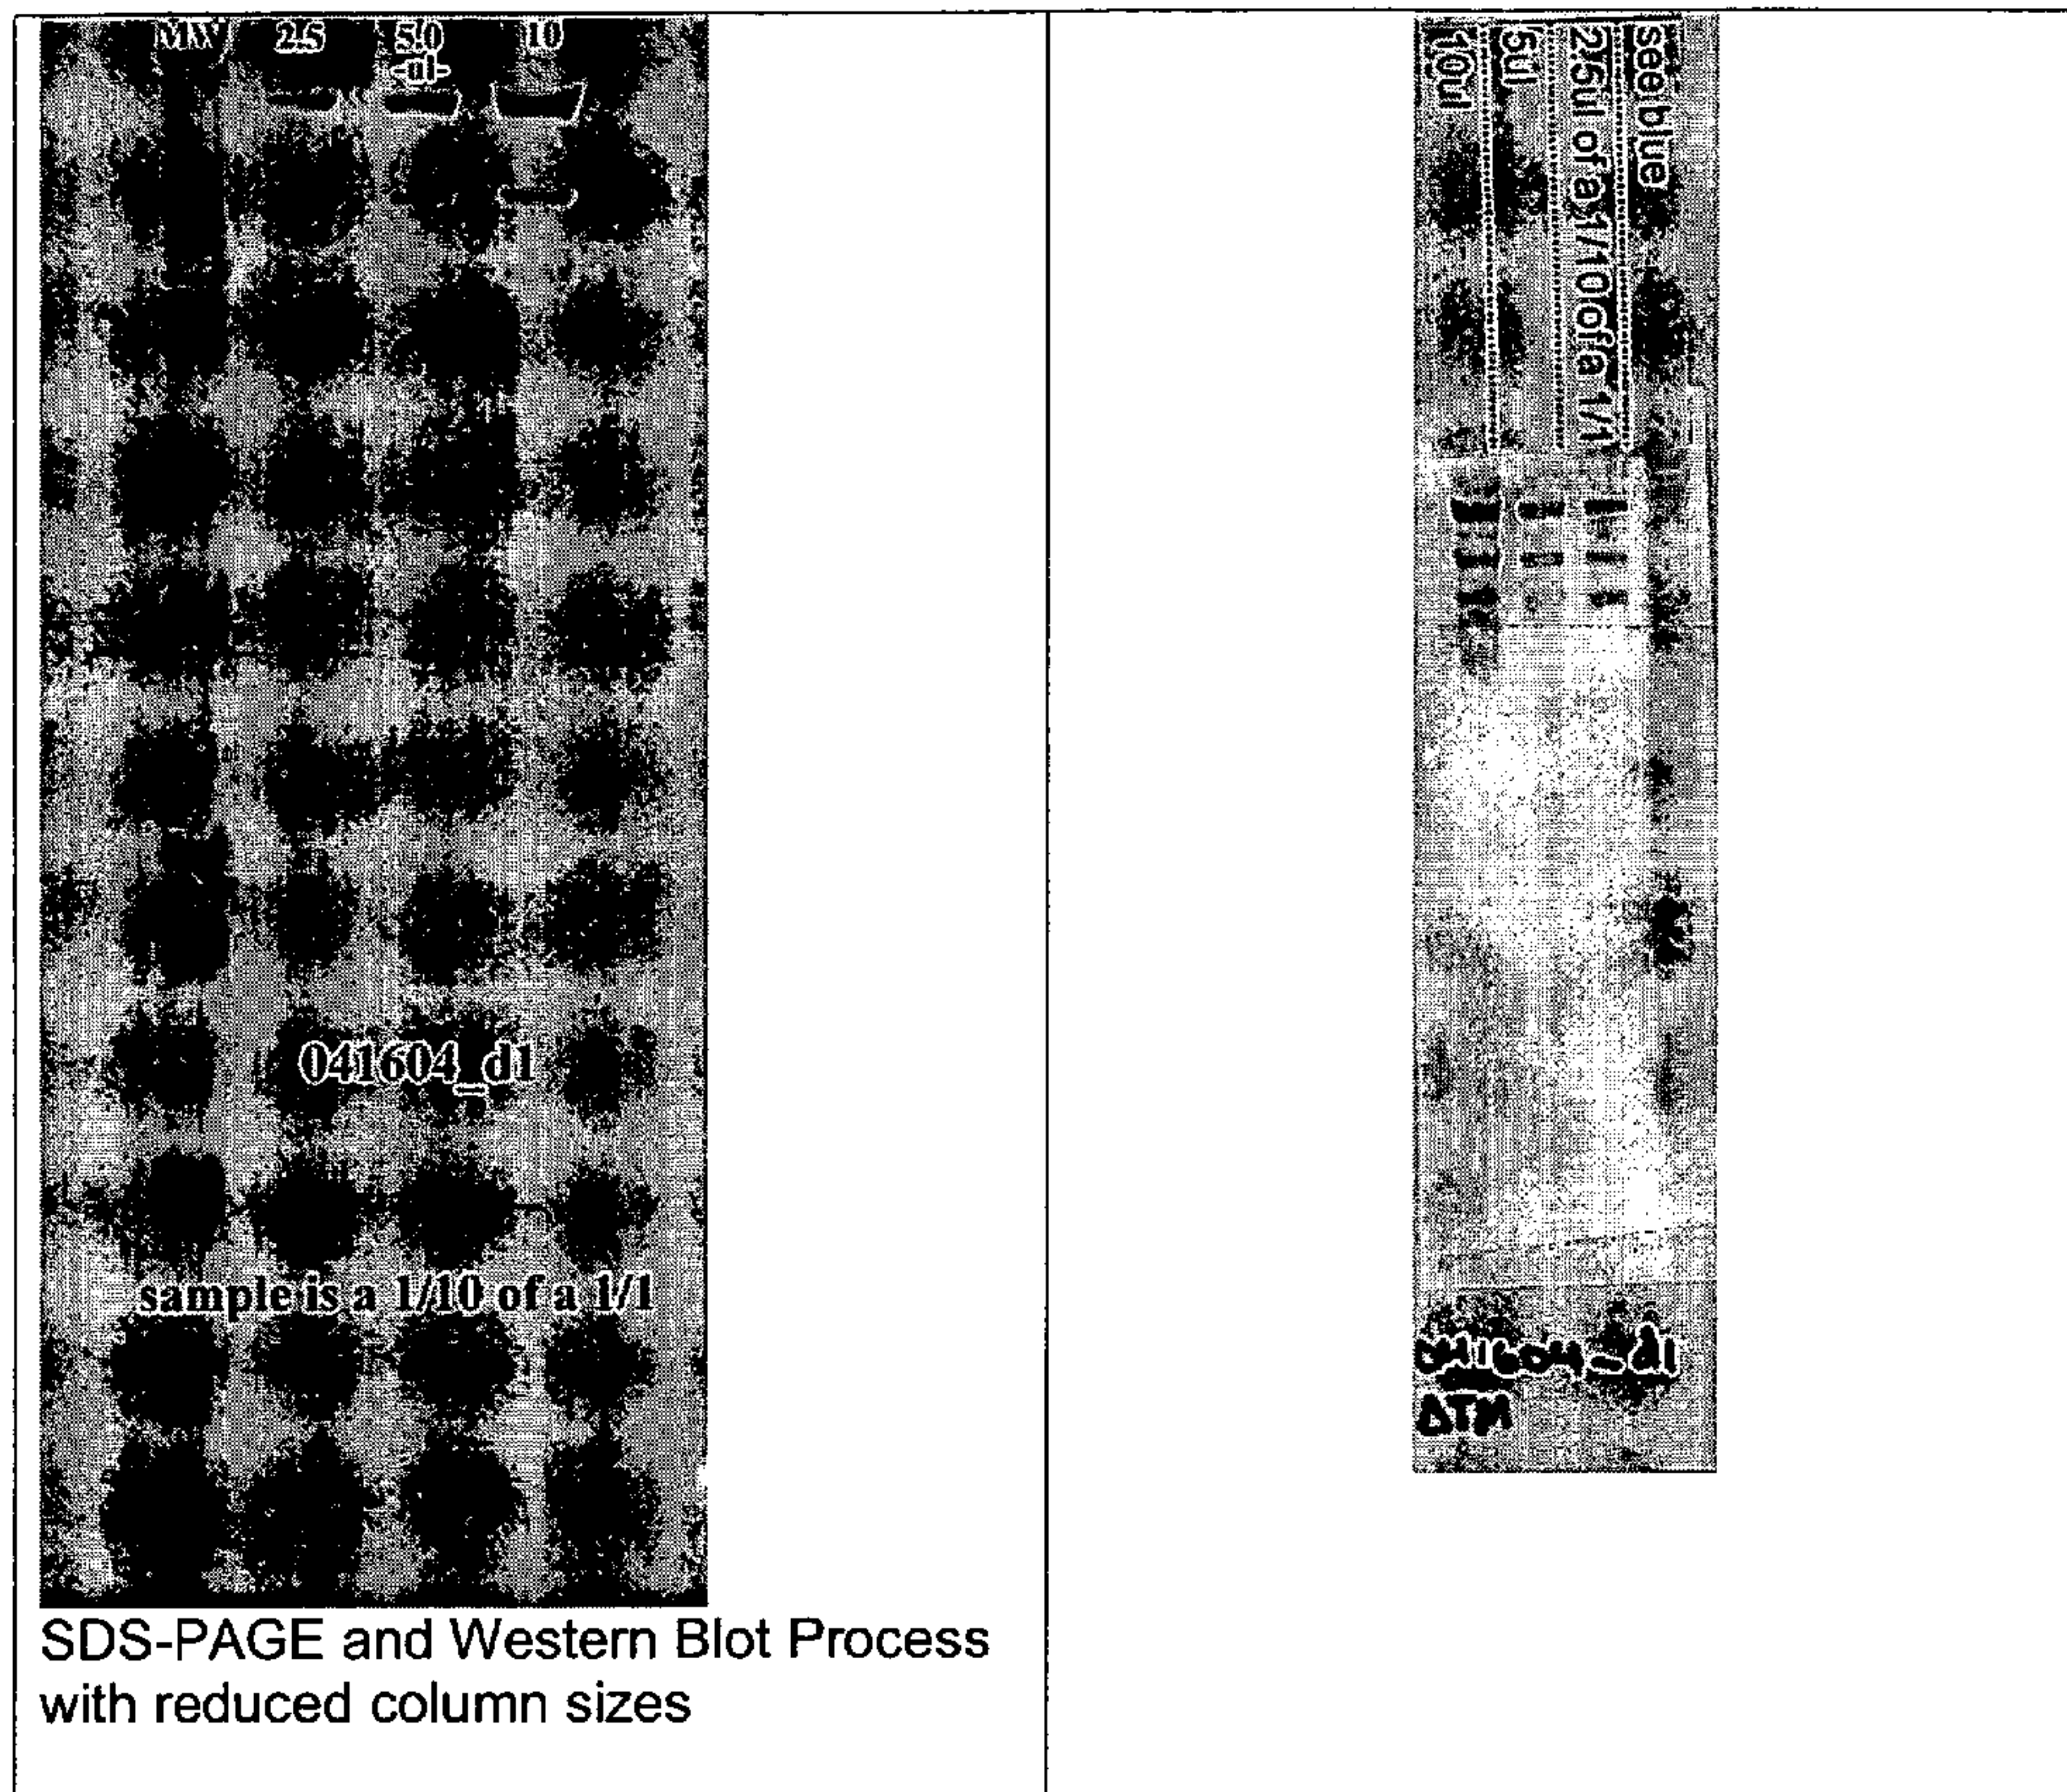 MW 2.5 5.0 10
-ul-
041604_d1
sample is a 1/10 of a 1/1
SDS-PAGE and Western Blot Process
with reduced column sizes
see blue
2.5ul of a 1/10 of a 1/1
5ul
10ul
041604_d1
ΔTM